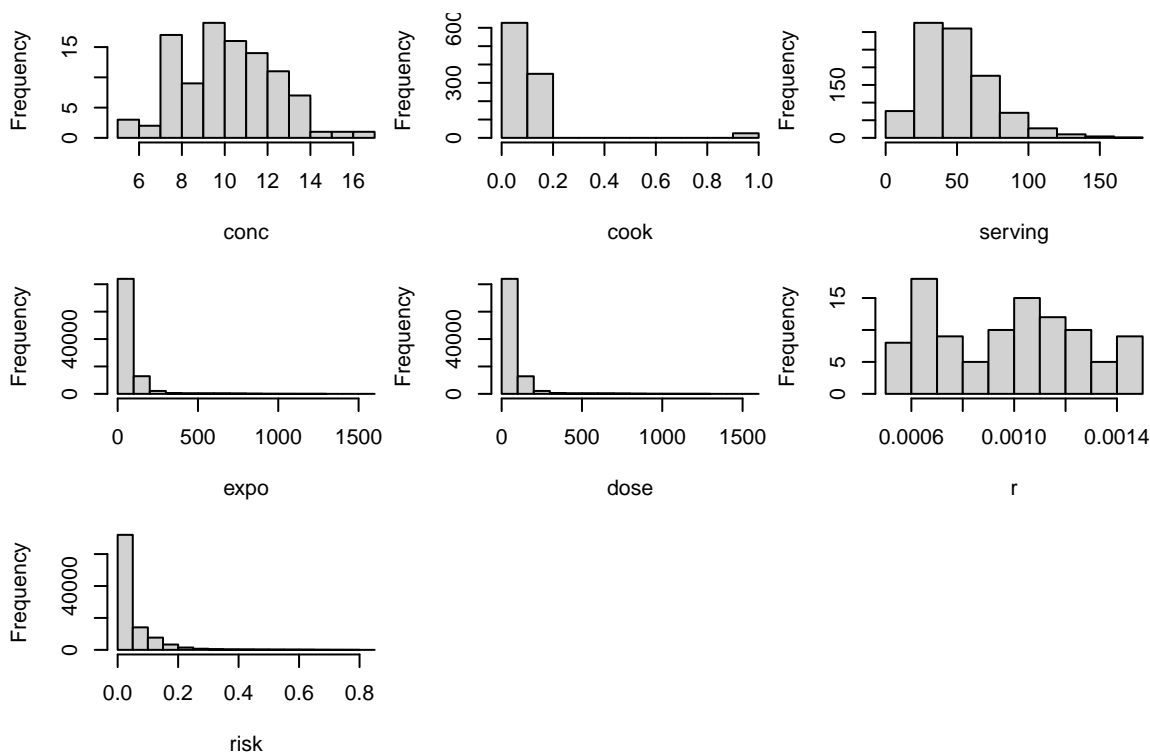 Frequency
15
5
0
6 8 10 12 14 16
conc
Frequency
600
300
0
0.0 0.2 0.4 0.6 0.8 1.0
cook
Frequency
150
0
0 50 100 150
serving
Frequency
40000
0
0 500 1000 1500
expo
Frequency
40000
0
0 500 1000 1500
dose
Frequency
15
5
0
0.0006 0.0010 0.0014
r
Frequency
40000
0
0.0 0.2 0.4 0.6 0.8
risk